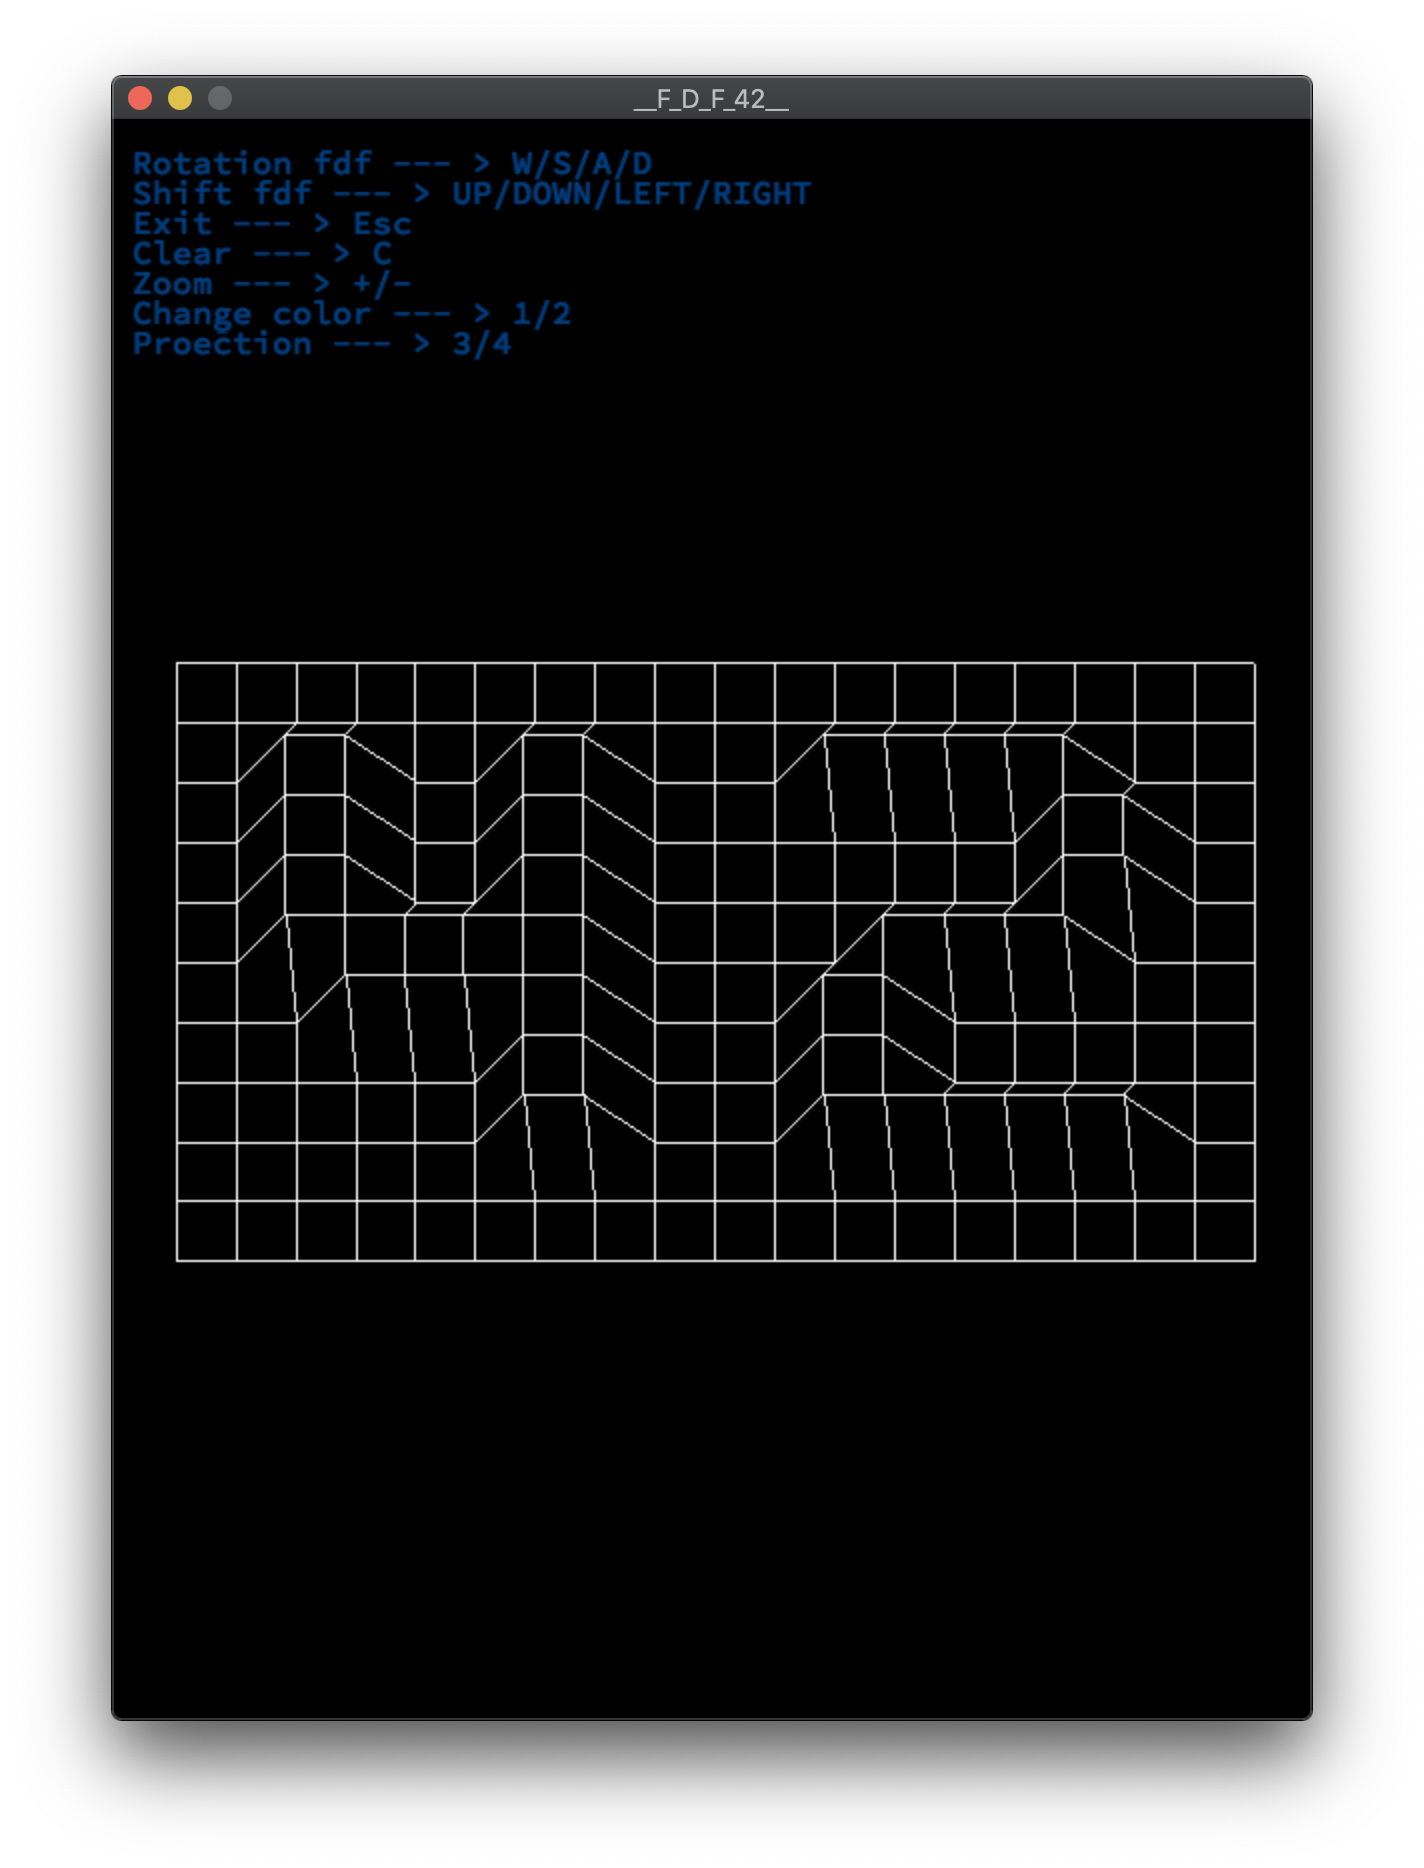 __F_D_F_42__
Rotation fdf --- > W/S/A/D
Shift fdf --- > UP/DOWN/LEFT/RIGHT
Exit --- > Esc
Clear --- > C
Zoom --- > +/-
Change color --- > 1/2
Proection --- > 3/4
42